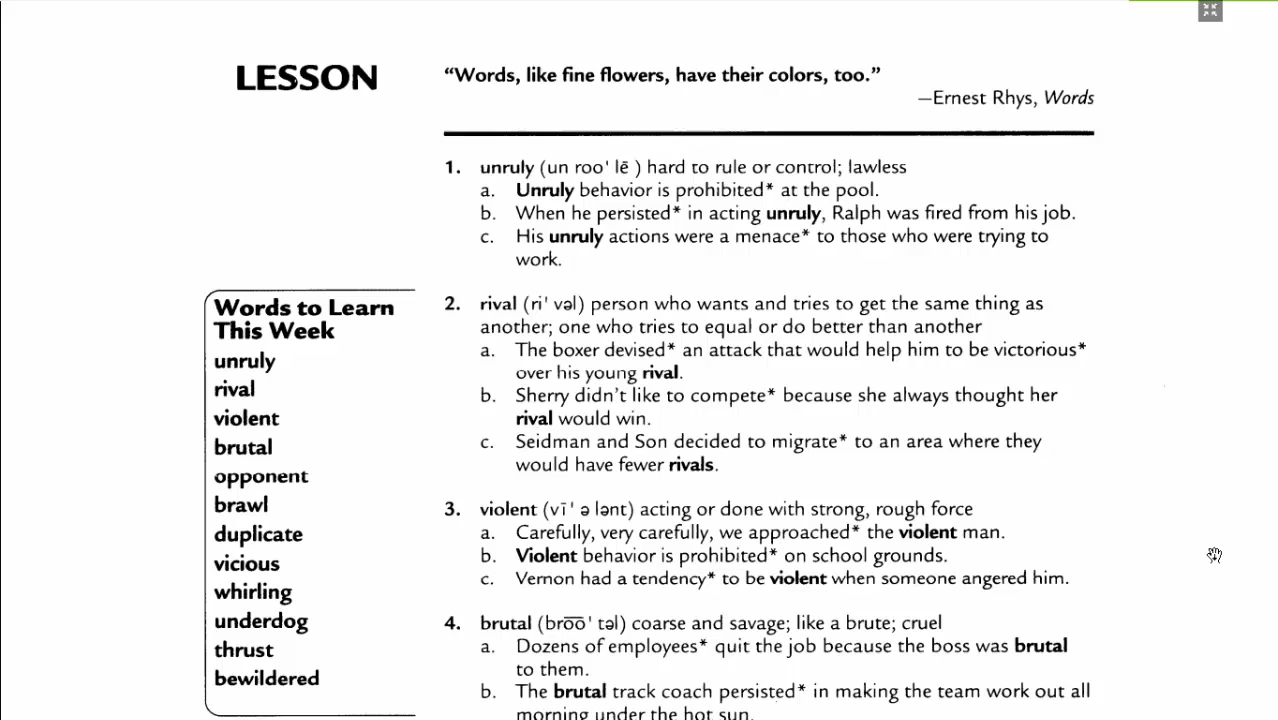 LESSON
“Words, like fine flowers, have their colors, too.”
—Ernest Rhys, Words
1. unruly (un roo' lē ) hard to rule or control; lawless
a. Unruly behavior is prohibited* at the pool.
b. When he persisted* in acting unruly, Ralph was fired from his job.
c. His unruly actions were a menace* to those who were trying to
work.
2. rival (rī' vəl) person who wants and tries to get the same thing as
another; one who tries to equal or do better than another
a. The boxer devised* an attack that would help him to be victorious*
over his young rival.
b. Sherry didn't like to compete* because she always thought her
rival would win.
c. Seidman and Son decided to migrate* to an area where they
would have fewer rivals.
3. violent (vī' ə lənt) acting or done with strong, rough force
a. Carefully, very carefully, we approached* the violent man.
b. Violent behavior is prohibited* on school grounds.
c. Vernon had a tendency* to be violent when someone angered him.
4. brutal (bro͞o' təl) coarse and savage; like a brute; cruel
a. Dozens of employees* quit the job because the boss was brutal
to them.
b. The brutal track coach persisted* in making the team work out all
morning under the hot sun.
Words to Learn
This Week
unruly
rival
violent
brutal
opponent
brawl
duplicate
vicious
whirling
underdog
thrust
bewildered